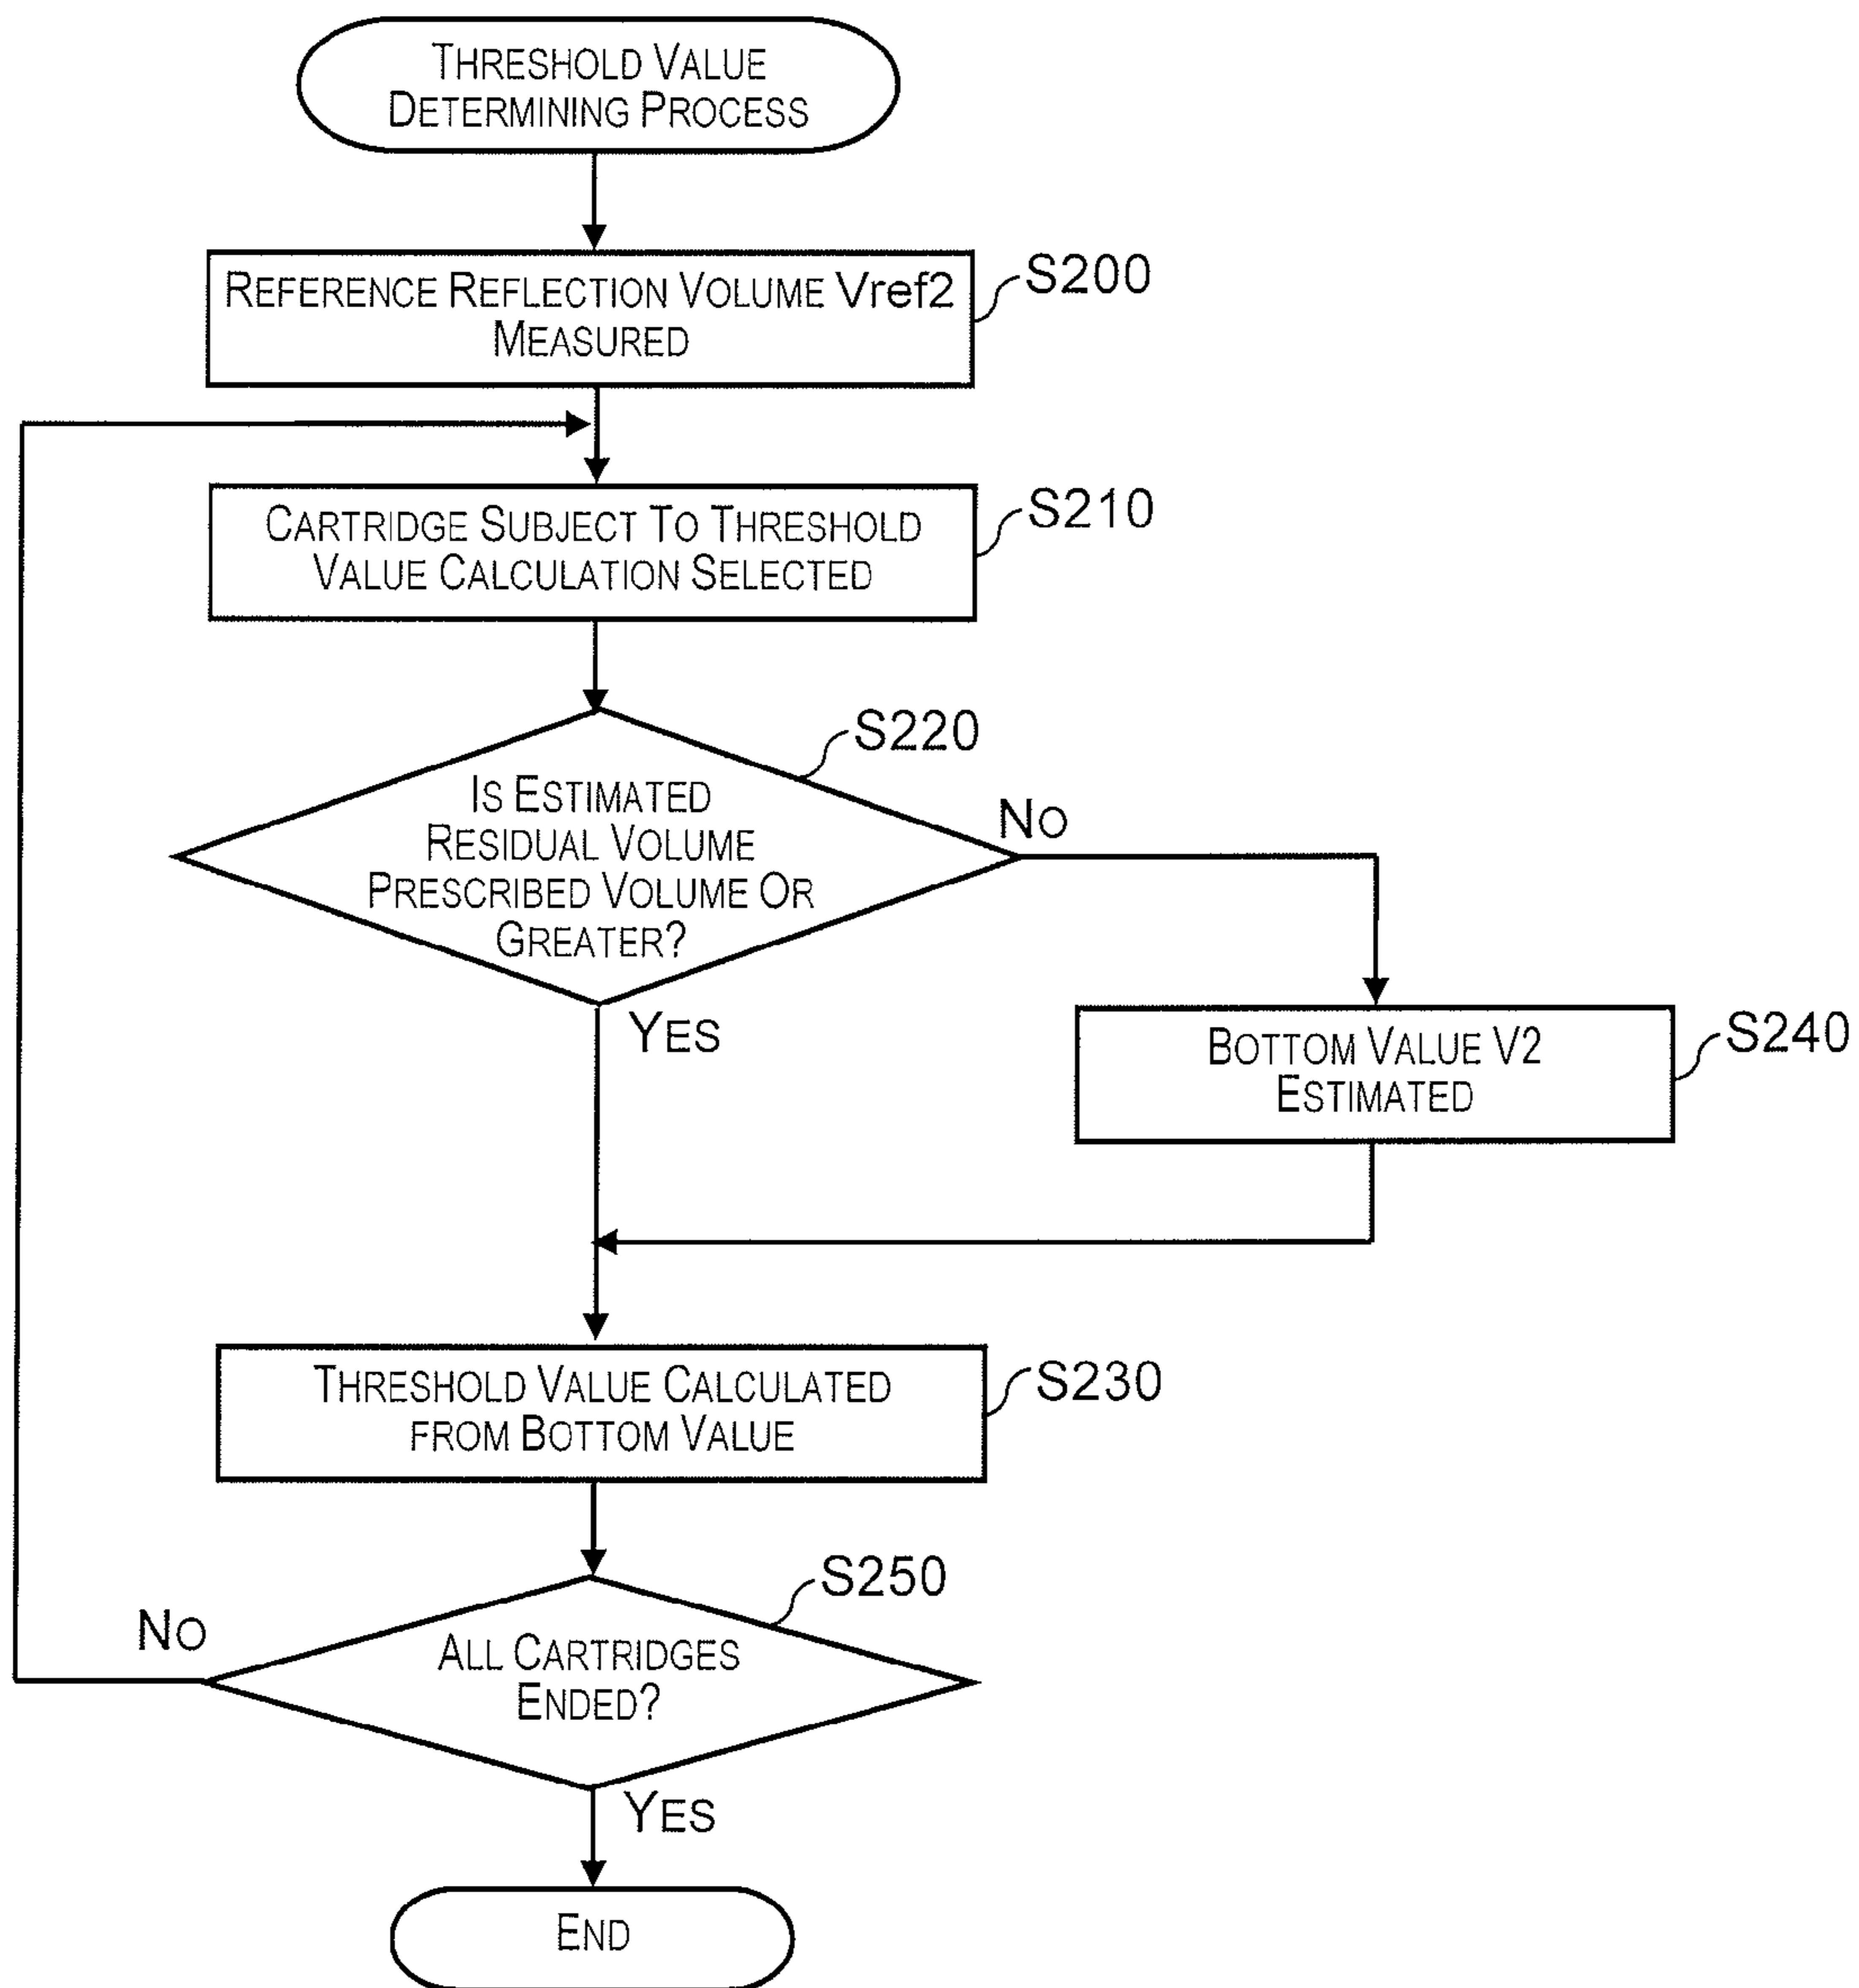 THRESHOLD VALUE
DETERMINING PROCESS
REFERENCE REFLECTION VOLUME Vref2
MEASURED
S200
CARTRIDGE SUBJECT TO THRESHOLD
VALUE CALCULATION SELECTED
S210
IS ESTIMATED
RESIDUAL VOLUME
PRESCRIBED VOLUME OR
GREATER?
S220
NO
YES
BOTTOM VALUE V2
ESTIMATED
S240
THRESHOLD VALUE CALCULATED
FROM BOTTOM VALUE
S230
ALL CARTRIDGES
ENDED?
S250
NO
YES
END